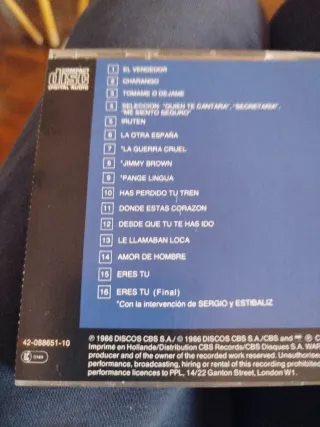 COMPACT
disc
DIGITAL AUDIO
1 EL VENDEDOR
2 CHARANGO
3 TOMAME O DEJAME
4 SELECCION "QUIEN TE CANTARA", "SECRETARIA",
"ME SIENTO SEGURO"
5 IRUTEN
6 LA OTRA ESPAÑA
7 *LA GUERRA CRUEL
8 *JIMMY BROWN
9 *PANGE LINGUA
10 HAS PERDIDO TU TREN
11 DONDE ESTAS CORAZON
12 DESDE QUE TU TE HAS IDO
13 LE LLAMABAN LOCA
14 AMOR DE HOMBRE
15 ERES TU
16 ERES TU (Final)
*Con la intervención de SERGIO y ESTIBALIZ
42-088651-10
℗ 1986 DISCOS CBS S.A./ © 1986 DISCOS CBS S.A./CBS and
Imprimé en Hollande/Distribution CBS Records/CBS Disques S.A. WAR
producer and of the owner of the recorded work reserved. Unauthorised
performance, broadcasting, hiring or rental of this recording prohibited
performance licences to PPL, 14/22 Ganton Street, London W1.